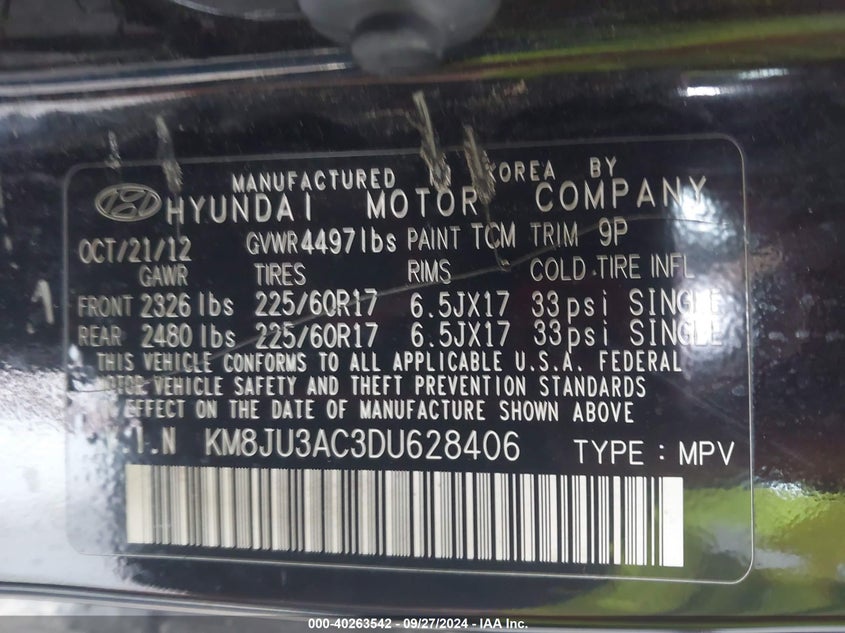 MANUFACTURED KOREA BY
HYUNDAI MOTOR COMPANY
OCT/21/12 GVWR 4497lbs PAINT TCM TRIM 9P
GAWR TIRES RIMS COLD TIRE INFL
FRONT 2326 lbs 225/60R17 6.5JX17 33psi SINGLE
REAR 2480 lbs 225/60R17 6.5JX17 33psi SINGLE
THIS VEHICLE CONFORMS TO ALL APPLICABLE U.S.A. FEDERAL
MOTOR VEHICLE SAFETY AND THEFT PREVENTION STANDARDS
IN EFFECT ON THE DATE OF MANUFACTURE SHOWN ABOVE
V.I.N KM8JU3AC3DU628406 TYPE : MPV
000-40263542 - 09/27/2024 - IAA Inc.